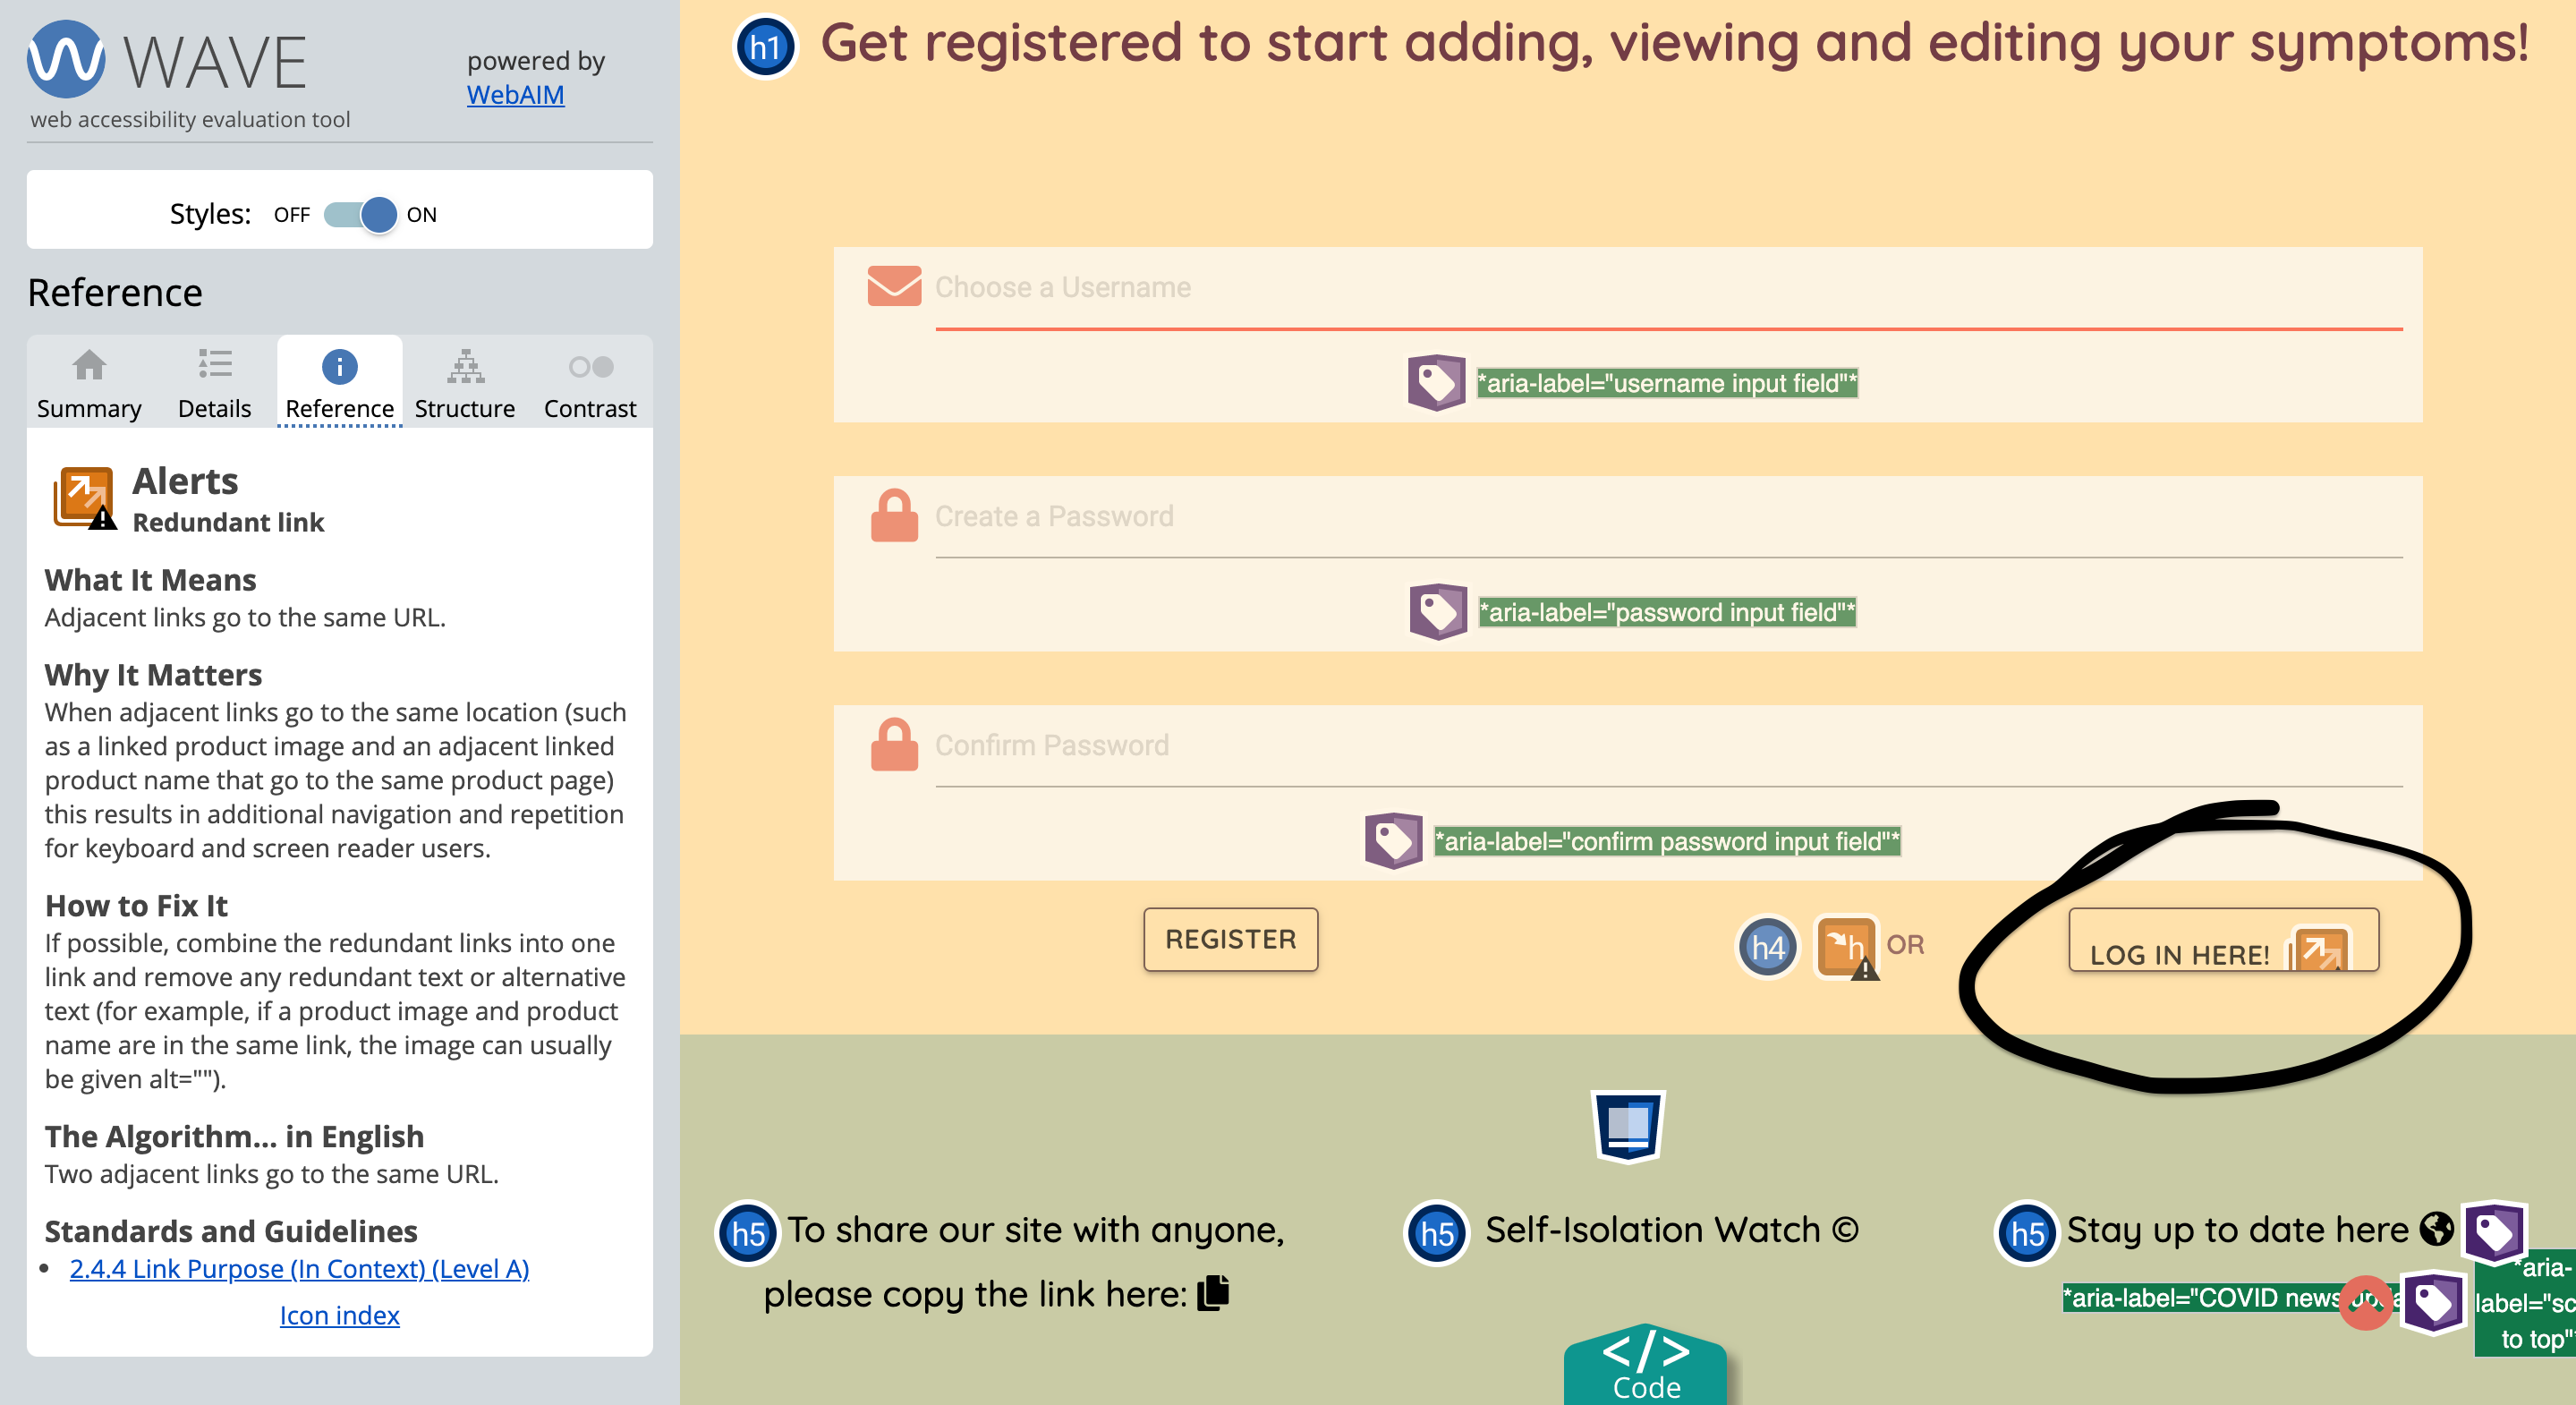 WAVE
powered by
WebAIM
web accessibility evaluation tool
Styles: OFF ON
Reference
Summary Details Reference Structure Contrast
Alerts
Redundant link
What It Means
Adjacent links go to the same URL.
Why It Matters
When adjacent links go to the same location (such
as a linked product image and an adjacent linked
product name that go to the same product page)
this results in additional navigation and repetition
for keyboard and screen reader users.
How to Fix It
If possible, combine the redundant links into one
link and remove any redundant text or alternative
text (for example, if a product image and product
name are in the same link, the image can usually
be given alt="").
The Algorithm... in English
Two adjacent links go to the same URL.
Standards and Guidelines
2.4.4 Link Purpose (In Context) (Level A)
Icon index
h1 Get registered to start adding, viewing and editing your symptoms!
Choose a Username
*aria-label="username input field"*
Create a Password
*aria-label="password input field"*
Confirm Password
*aria-label="confirm password input field"*
REGISTER h4 h OR LOG IN HERE!
h5 To share our site with anyone,
please copy the link here:
h5 Self-Isolation Watch ©
h5 Stay up to date here
*aria-label="COVID news
*aria-
label="sc
to top"
</> 
Code